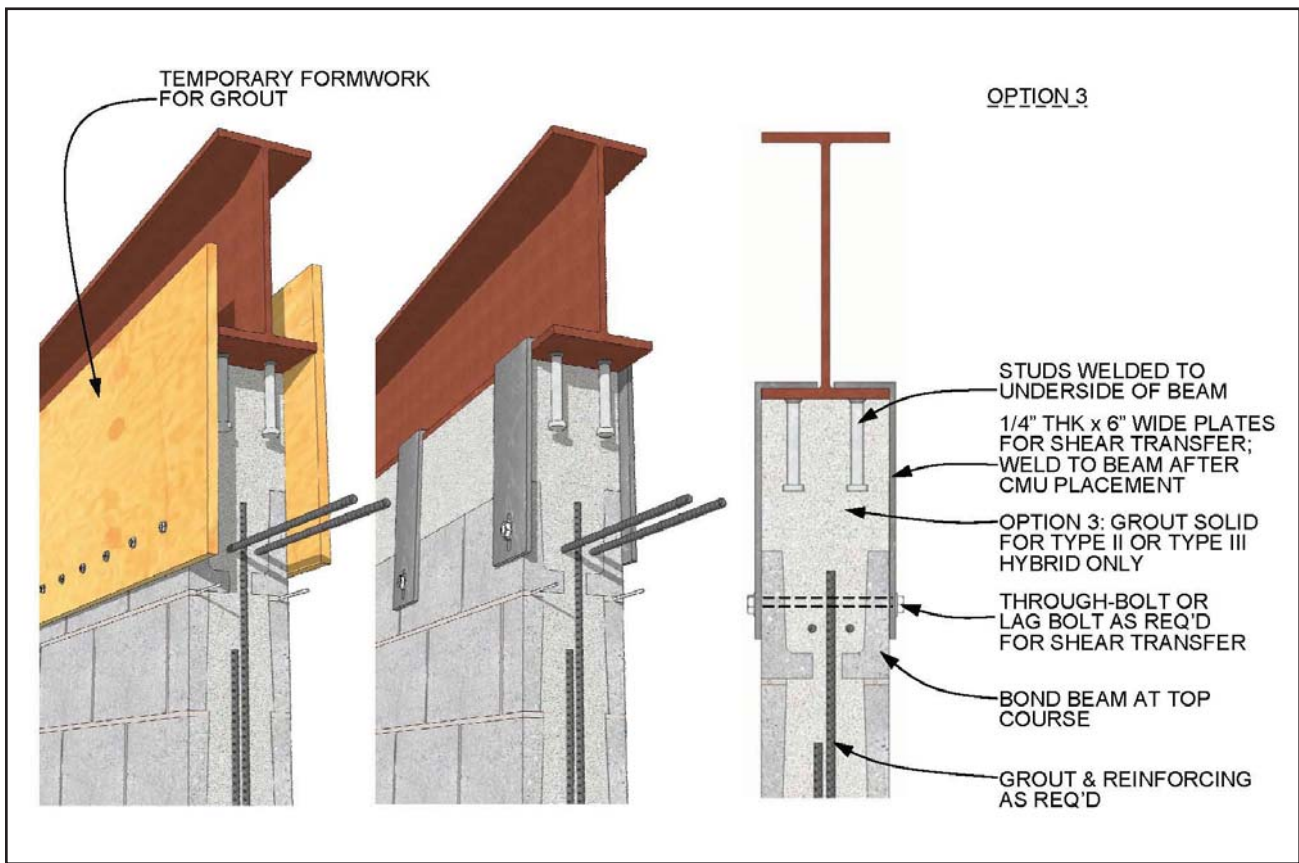 TEMPORARY FORMWORK
FOR GROUT
OPTION 3
STUDS WELDED TO
UNDERSIDE OF BEAM
1/4" THK x 6" WIDE PLATES
FOR SHEAR TRANSFER;
WELD TO BEAM AFTER
CMU PLACEMENT
OPTION 3: GROUT SOLID
FOR TYPE II OR TYPE III
HYBRID ONLY
THROUGH-BOLT OR
LAG BOLT AS REQ'D
FOR SHEAR TRANSFER
BOND BEAM AT TOP
COURSE
GROUT & REINFORCING
AS REQ'D